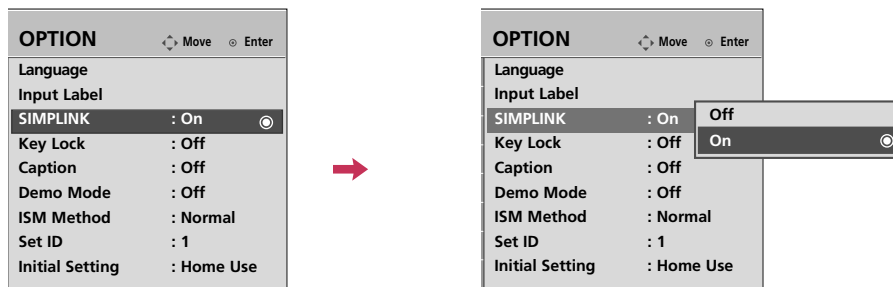 OPTION Move Enter
Language
Input Label
SIMPLINK : On
Key Lock : Off
Caption : Off
Demo Mode : Off
ISM Method : Normal
Set ID : 1
Initial Setting : Home Use
OPTION Move Enter
Language
Input Label
SIMPLINK : On
Key Lock : Off
Caption : Off
Demo Mode : Off
ISM Method : Normal
Set ID : 1
Initial Setting : Home Use
Off
On